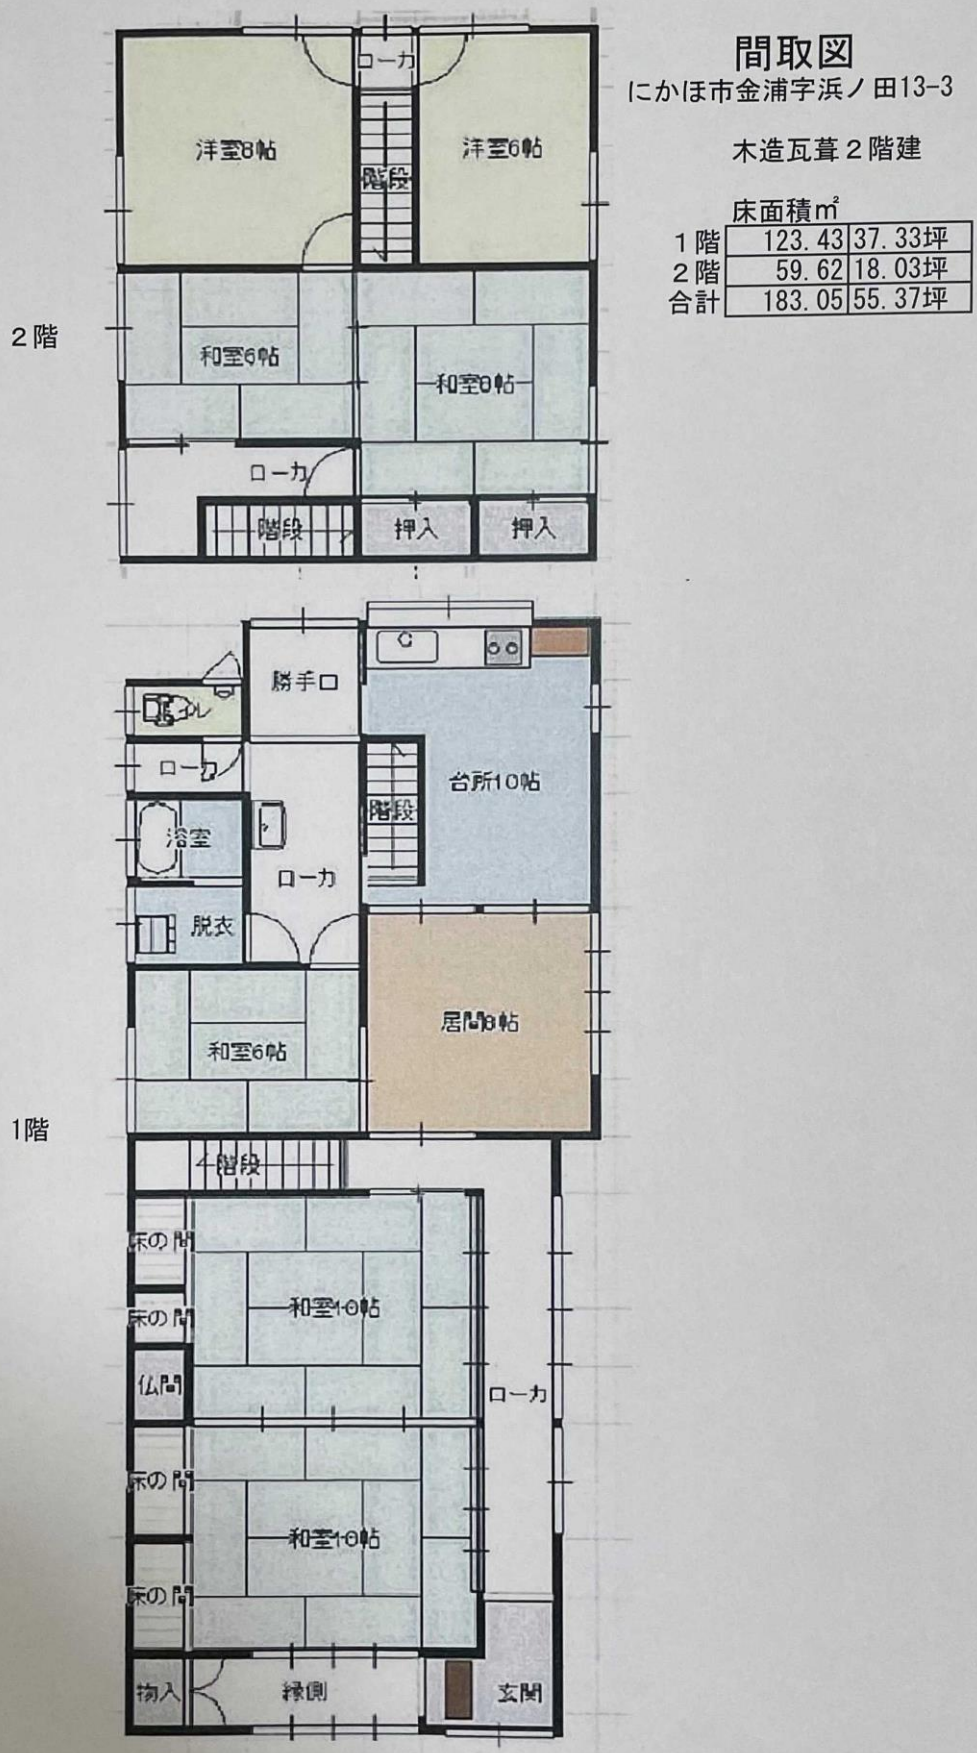 間取図
にかほ市金浦字浜ノ田13-3
木造瓦葺２階建
床面積㎡
１階 123.43 37.33坪
２階 59.62 18.03坪
合計 183.05 55.37坪
２階
ローカ
洋室8帖
階段
洋室6帖
和室6帖
和室8帖
ローカ
階段
押入
押入
1階
勝手口
トイレ
ローカ
台所10帖
階段
浴室
ローカ
脱衣
居間8帖
和室6帖
階段
床の間
和室10帖
床の間
仏間
ローカ
床の間
和室10帖
床の間
物入
縁側
玄関